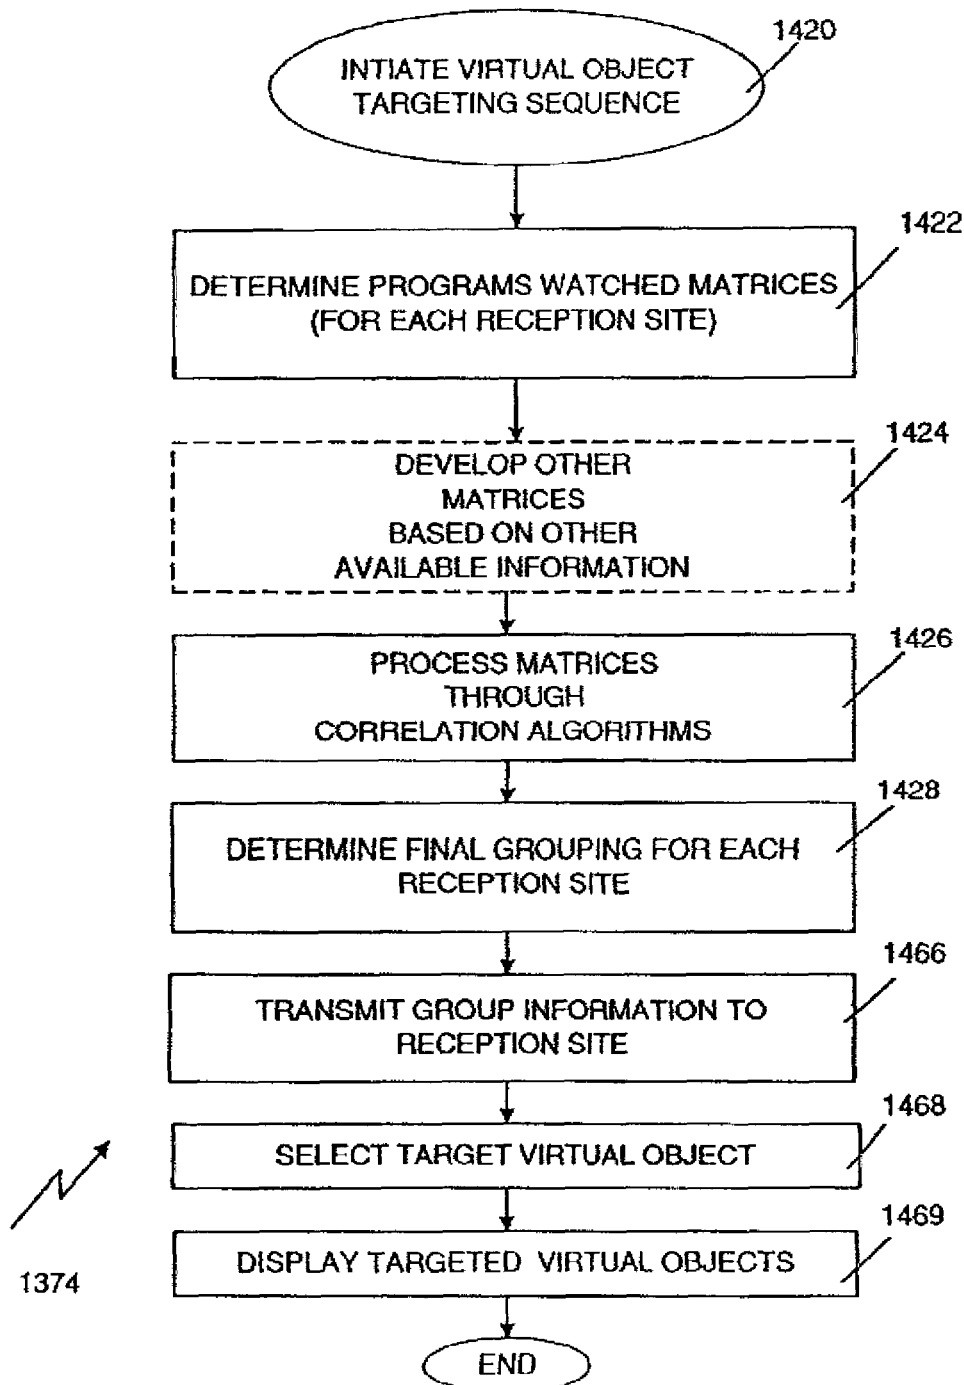 1420
INTIATE VIRTUAL OBJECT
TARGETING SEQUENCE
1422
DETERMINE PROGRAMS WATCHED MATRICES
(FOR EACH RECEPTION SITE)
1424
DEVELOP OTHER
MATRICES
BASED ON OTHER
AVAILABLE INFORMATION
1426
PROCESS MATRICES
THROUGH
CORRELATION ALGORITHMS
1428
DETERMINE FINAL GROUPING FOR EACH
RECEPTION SITE
1466
TRANSMIT GROUP INFORMATION TO
RECEPTION SITE
1468
SELECT TARGET VIRTUAL OBJECT
1469
DISPLAY TARGETED VIRTUAL OBJECTS
1374
END